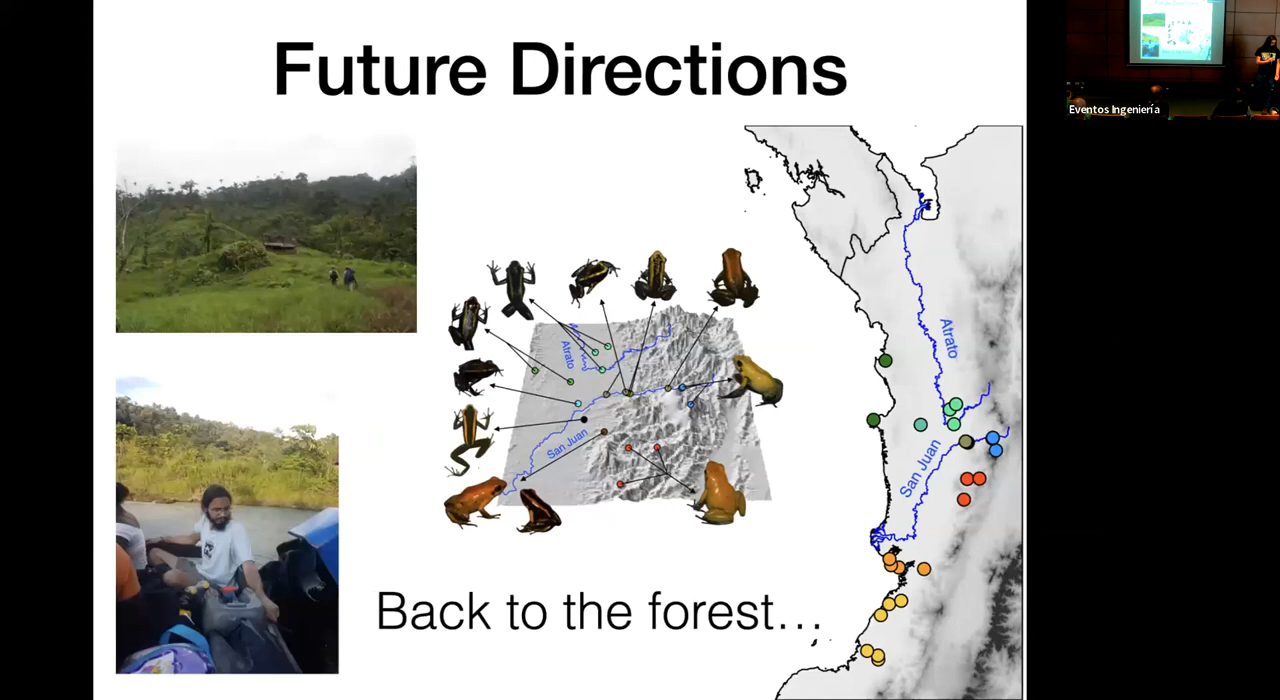 Future Directions
Eventos Ingeniería
Atrato
San Juan
Atrato
San Juan
Back to the forest...